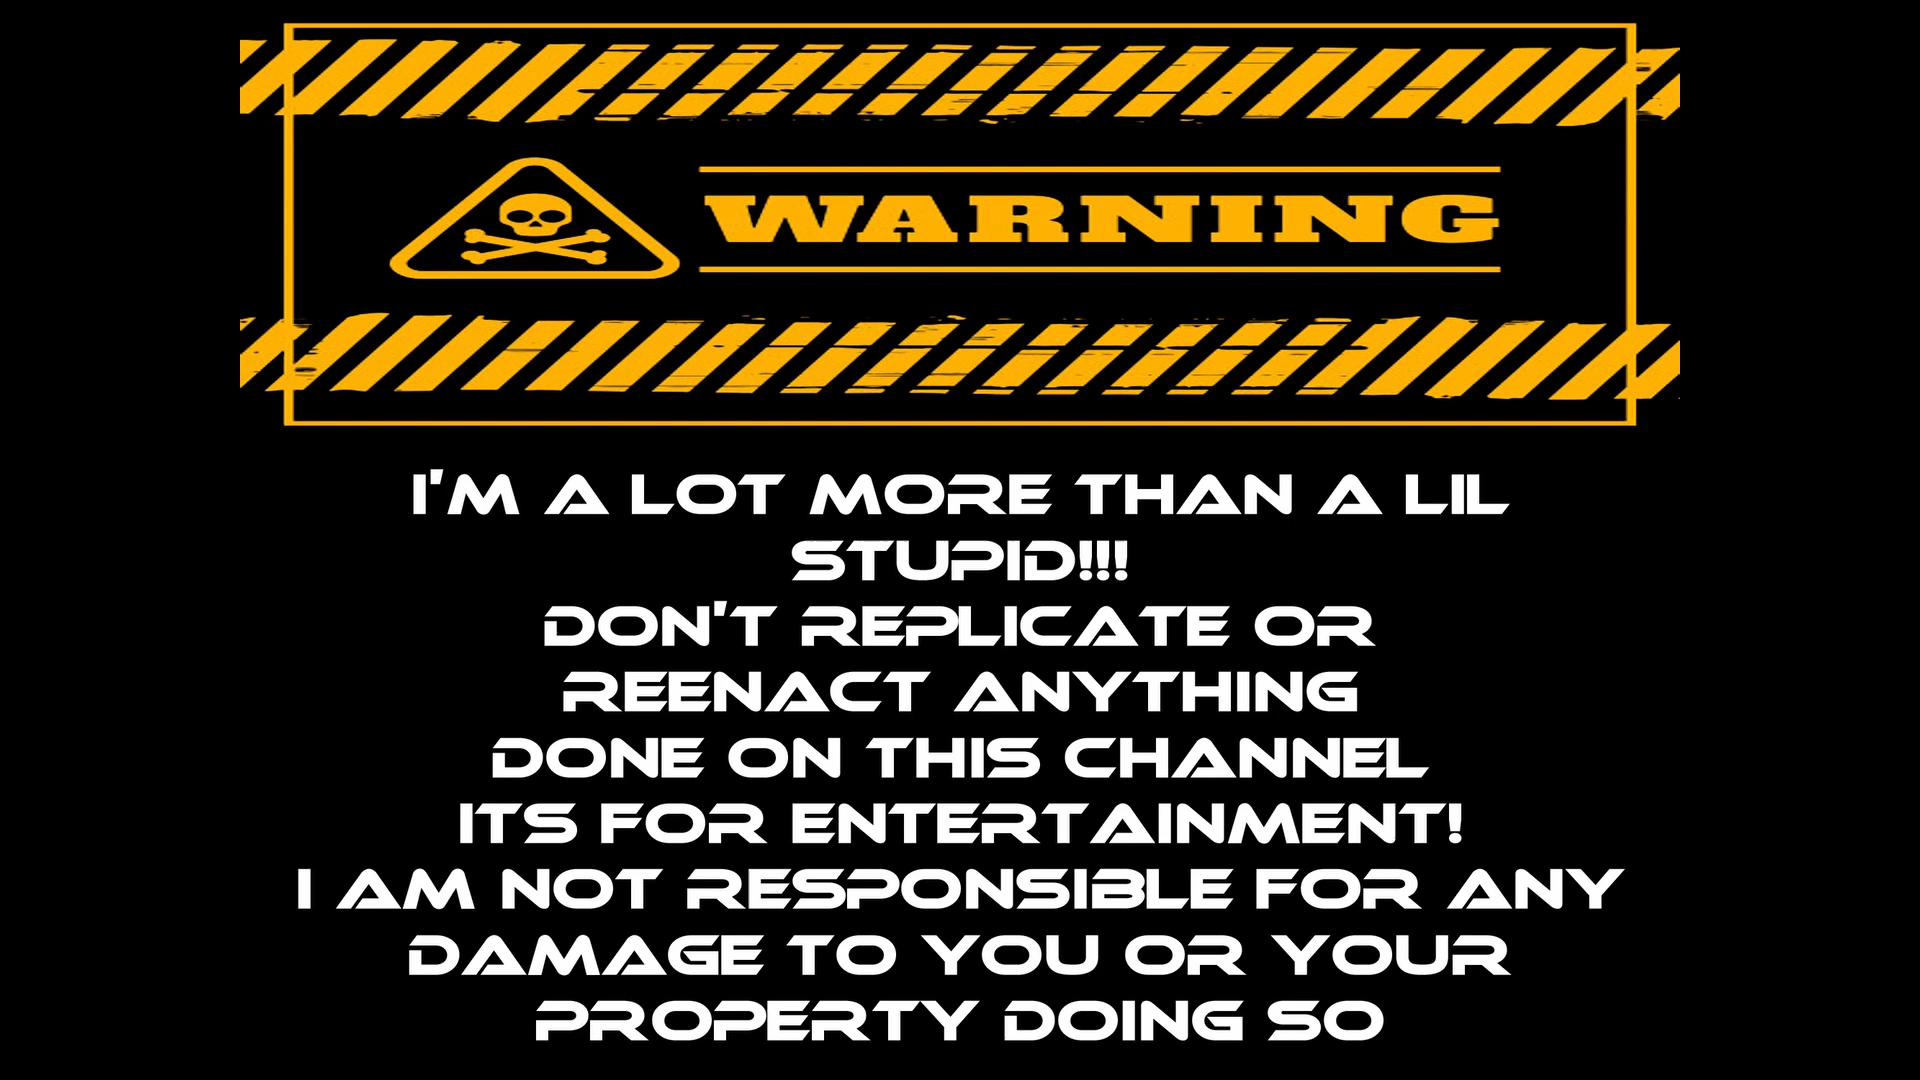 WARNING
I'M A LOT MORE THAN A LIL
STUPID!!!
DON'T REPLICATE OR
REENACT ANYTHING
DONE ON THIS CHANNEL
ITS FOR ENTERTAINMENT!
I AM NOT RESPONSIBLE FOR ANY
DAMAGE TO YOU OR YOUR
PROPERTY DOING SO